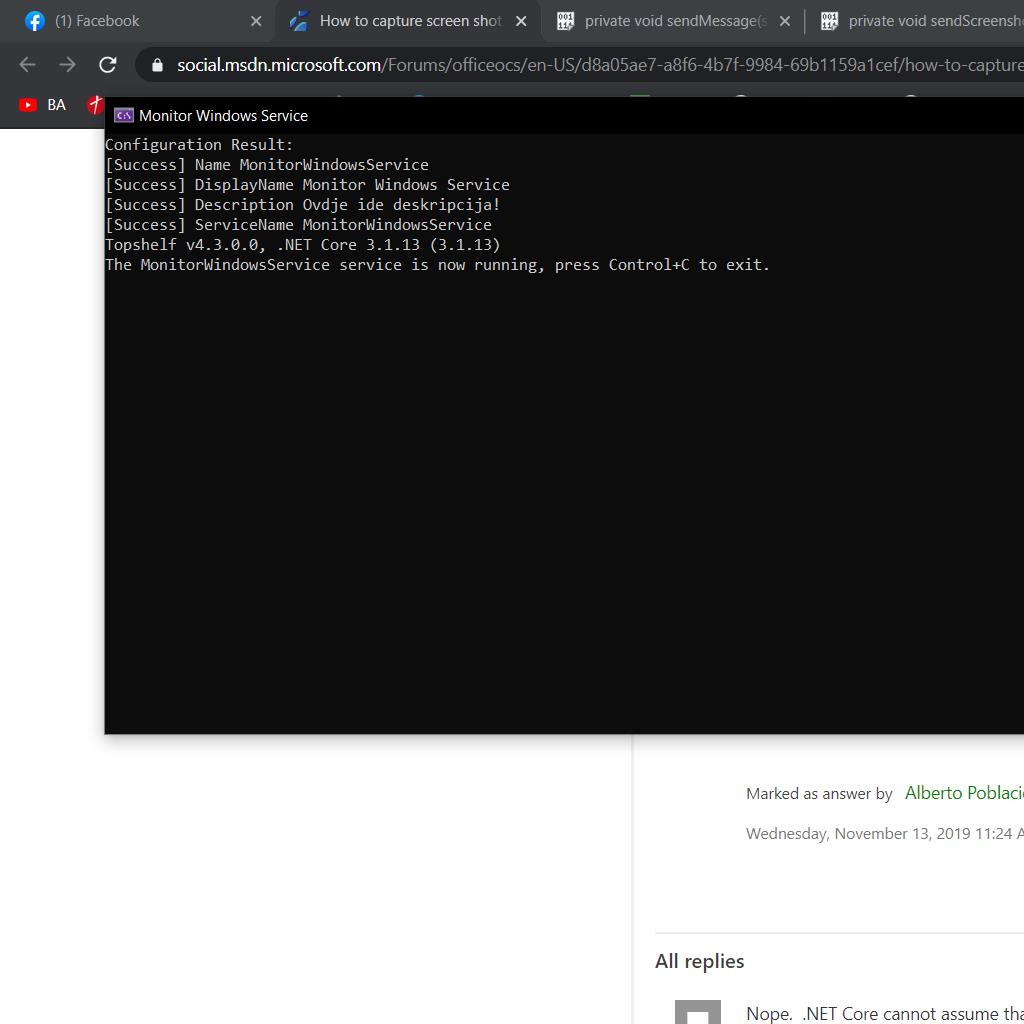 (1) Facebook
How to capture screen shot
private void sendMessage(s
private void sendScreensh
social.msdn.microsoft.com/Forums/officeocs/en-US/d8a05ae7-a8f6-4b7f-9984-69b1159a1cef/how-to-capture
BA
Monitor Windows Service
Configuration Result:
[Success] Name MonitorWindowsService
[Success] DisplayName Monitor Windows Service
[Success] Description Ovdje ide deskripcija!
[Success] ServiceName MonitorWindowsService
Topshelf v4.3.0.0, .NET Core 3.1.13 (3.1.13)
The MonitorWindowsService service is now running, press Control+C to exit.
Marked as answer by Alberto Poblaci
Wednesday, November 13, 2019 11:24 A
All replies
Nope. .NET Core cannot assume tha